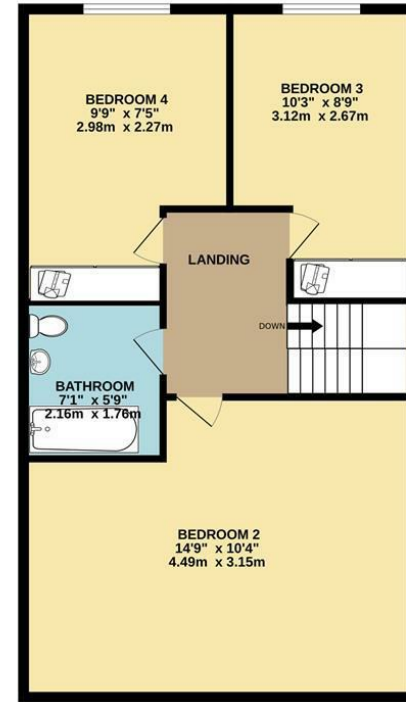 BEDROOM 4
9'9" x 7'5"
2.98m x 2.27m
BEDROOM 3
10'3" x 8'9"
3.12m x 2.67m
LANDING
DOWN
BATHROOM
7'1" x 5'9"
2.16m x 1.76m
BEDROOM 2
14'9" x 10'4"
4.49m x 3.15m